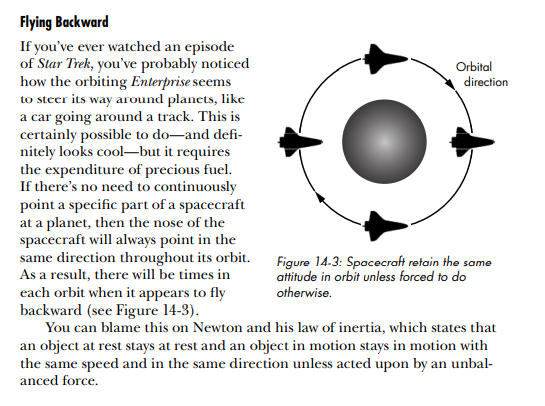 Flying Backward
If you've ever watched an episode
of Star Trek, you've probably noticed
how the orbiting Enterprise seems
to steer its way around planets, like
a car going around a track. This is
certainly possible to do—and defi-
nitely looks cool—but it requires
the expenditure of precious fuel.
If there's no need to continuously
point a specific part of a spacecraft
at a planet, then the nose of the
spacecraft will always point in the
same direction throughout its orbit.
As a result, there will be times in
each orbit when it appears to fly
backward (see Figure 14-3).
Orbital
direction
Figure 14-3: Spacecraft retain the same
attitude in orbit unless forced to do
otherwise.
You can blame this on Newton and his law of inertia, which states that
an object at rest stays at rest and an object in motion stays in motion with
the same speed and in the same direction unless acted upon by an unbal-
anced force.